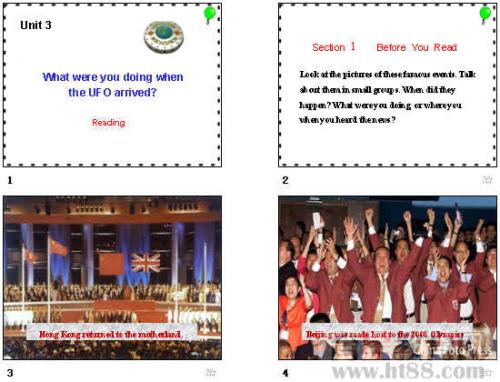 Unit 3
What were you doing when
the UFO arrived?
Reading
1
Section 1 Before You Read
Look at the pictures of these famous events. Talk
about them in small groups. When did they
happen? What were you doing or where you
when you heard the news?
2
Hong Kong returned to the motherland
3
Beijing was made host to the 2008 Olympics
Foto Press
4
www.ht88.com